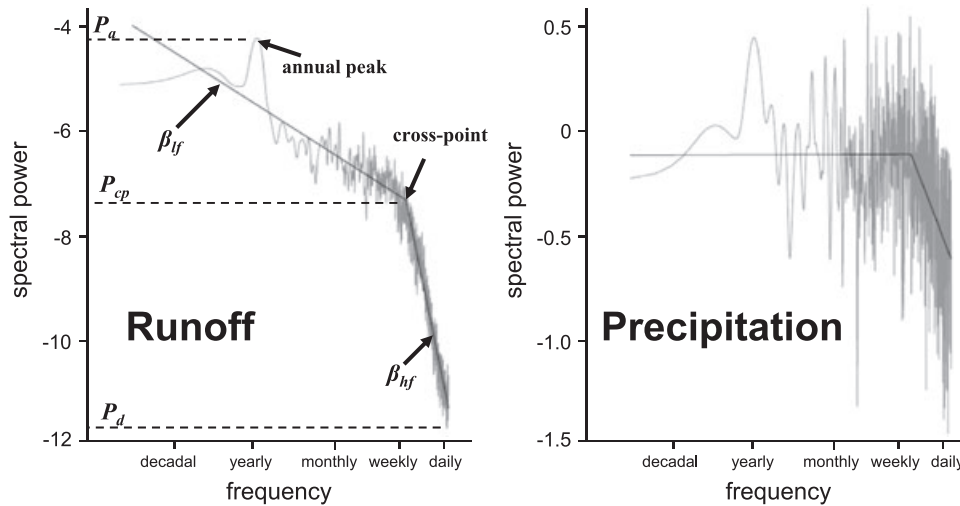 -4
-6
-8
-10
-12
spectral power
P_a
annual peak
β_lf
cross-point
P_cp
Runoff
β_hf
P_d
decadal
yearly
monthly
weekly
daily
frequency
0.5
0
-0.5
-1.0
-1.5
spectral power
Precipitation
decadal
yearly
monthly
weekly
daily
frequency